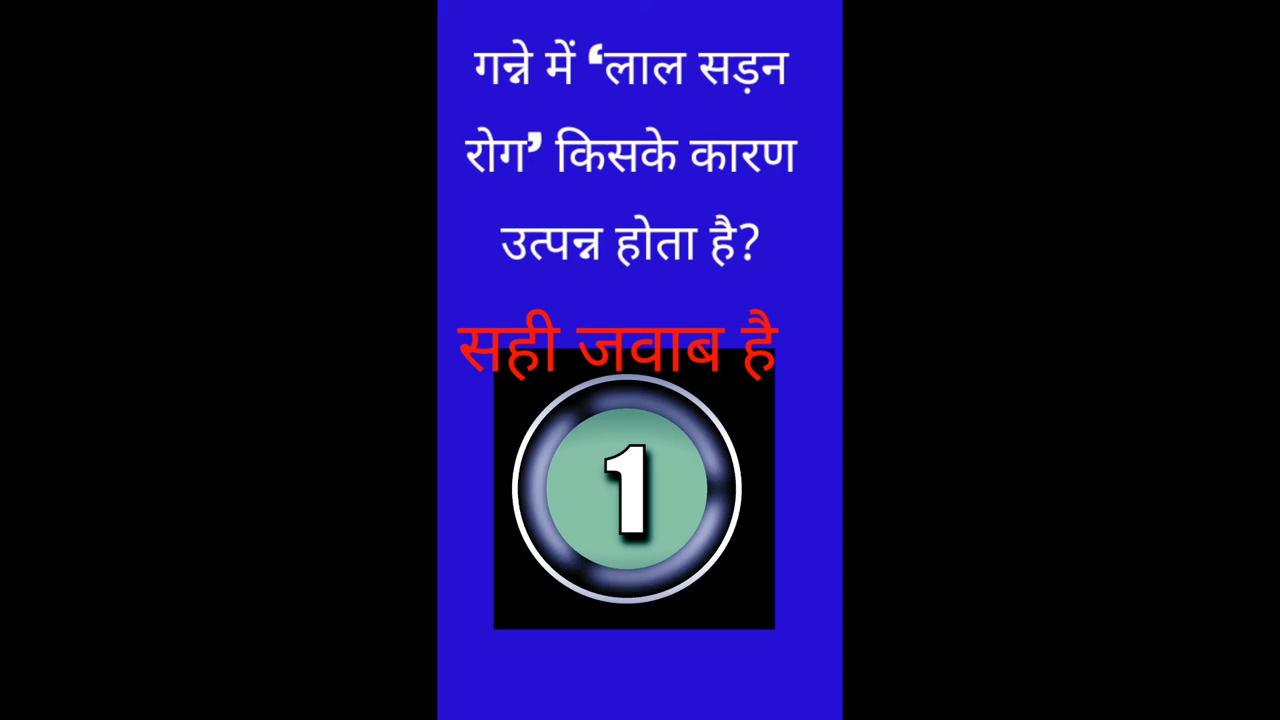 गन्ने में ‘लाल सड़न
रोग’ किसके कारण
उत्पन्न होता है?
सही जवाब है
1